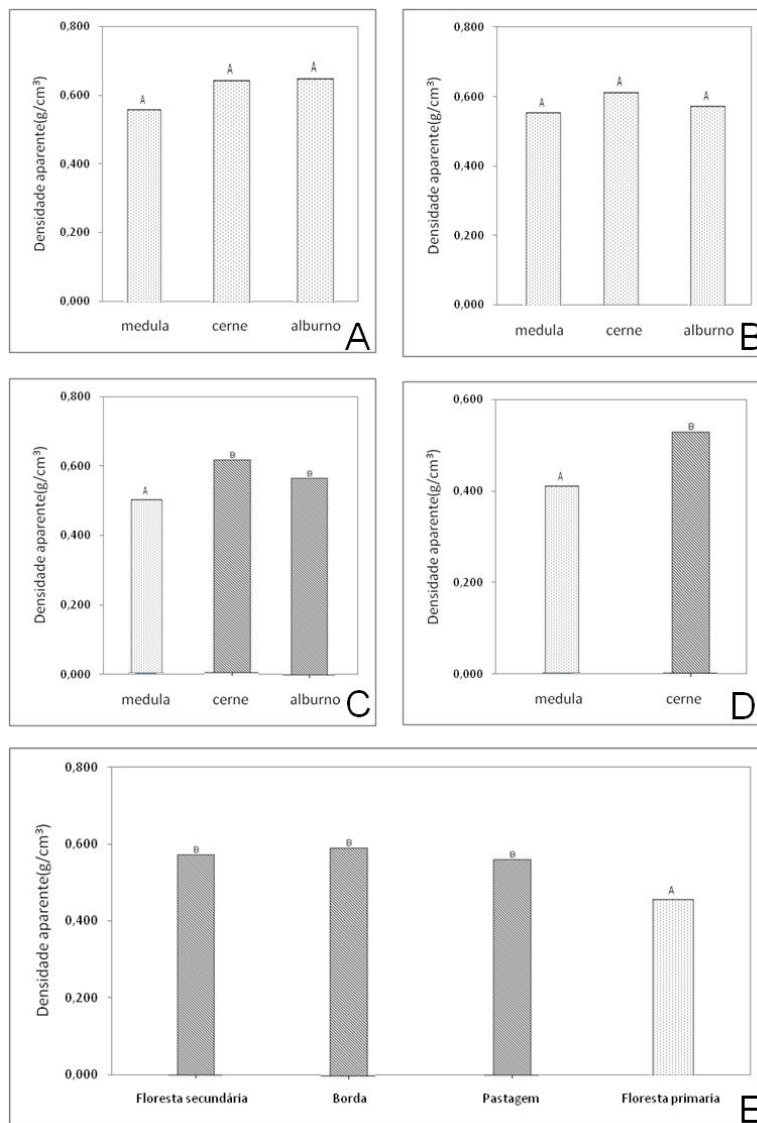 0,800
0,600
0,400
0,200
0,000
Densidade aparente(g/cm³)
A
A
A
medula
cerne
alburno
A
0,800
0,600
0,400
0,200
0,000
Densidade aparente(g/cm³)
A
A
A
medula
cerne
alburno
B
0,800
0,600
0,400
0,200
0,000
Densidade aparente(g/cm³)
A
B
B
medula
cerne
alburno
C
0,600
0,400
0,200
0,000
Densidade aparente(g/cm³)
A
B
medula
cerne
D
0,800
0,600
0,400
0,200
0,000
Densidade aparente(g/cm³)
B
B
B
A
Floresta secundária
Borda
Pastagem
Floresta primaria
E